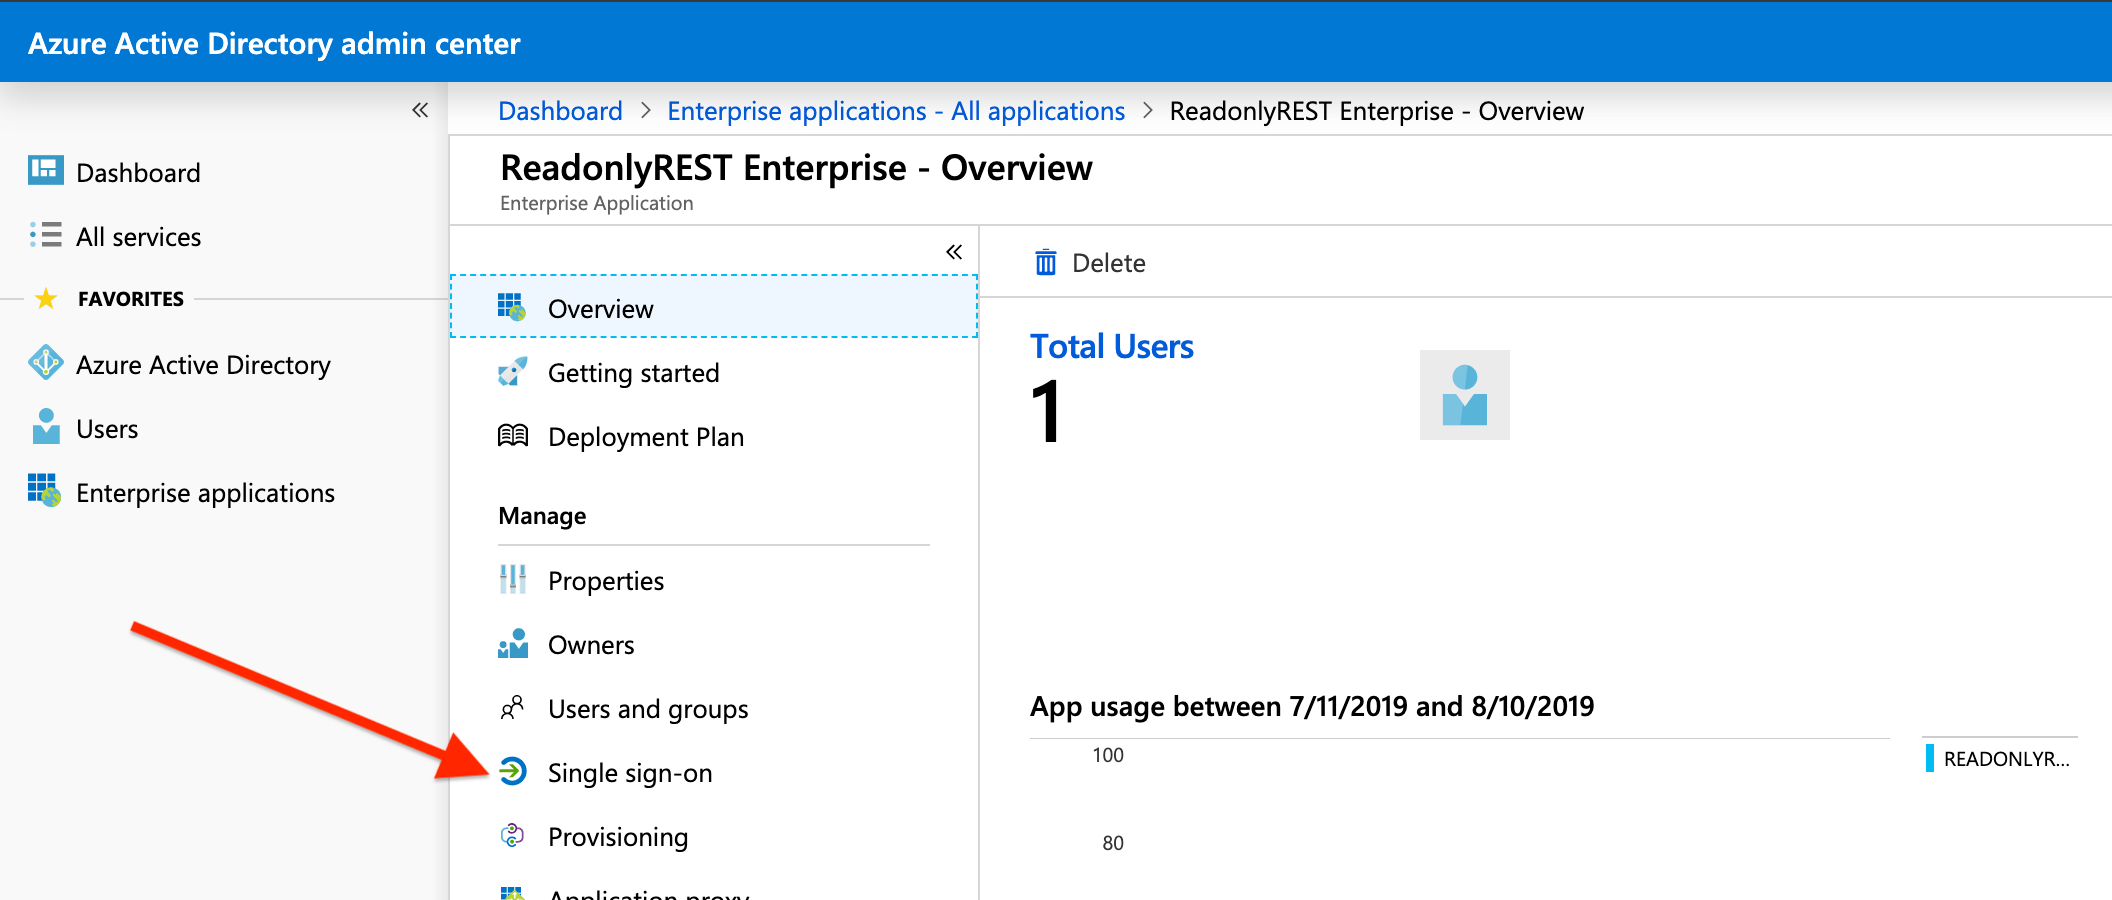 Azure Active Directory admin center
«
Dashboard > Enterprise applications - All applications > ReadonlyREST Enterprise - Overview
Dashboard
All services
FAVORITES
Azure Active Directory
Users
Enterprise applications
ReadonlyREST Enterprise - Overview
Enterprise Application
«
Overview
Getting started
Deployment Plan
Manage
Properties
Owners
Users and groups
Single sign-on
Provisioning
Application proxy
Delete
Total Users
1
App usage between 7/11/2019 and 8/10/2019
100
80
READONLYR...